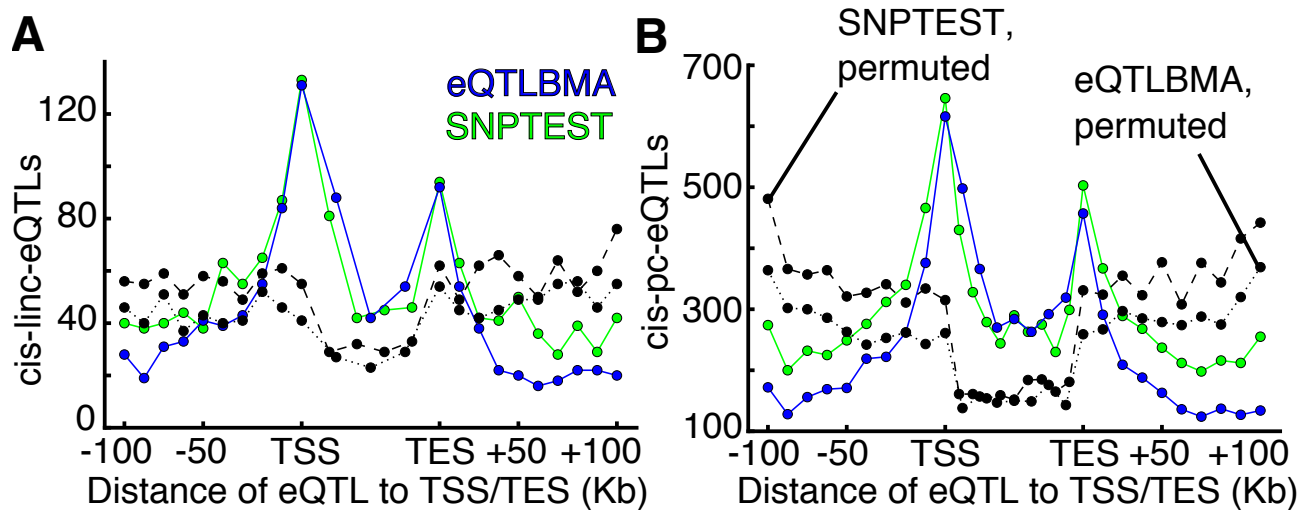 A
eQTLBMA
SNPTEST
cis-linc-eQTLs
120
80
40
0
-100 -50 TSS TES +50 +100
Distance of eQTL to TSS/TES (Kb)
B
SNPTEST,
permuted
eQTLBMA,
permuted
cis-pc-eQTLs
700
500
300
100
-100 -50 TSS TES +50 +100
Distance of eQTL to TSS/TES (Kb)